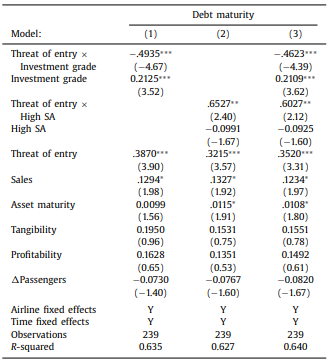 Debt maturity
Model: (1) (2) (3)
Threat of entry × -.4935*** -.4623***
Investment grade (-4.67) (-4.39)
Investment grade 0.2125*** 0.2109***
(3.52) (3.62)
Threat of entry × .6527** .6027**
High SA (2.40) (2.12)
High SA −0.0991 −0.0925
(−1.67) (−1.60)
Threat of entry .3870*** .3215*** .3520***
(3.90) (3.57) (3.31)
Sales .1294* .1327* .1234*
(1.98) (1.92) (1.97)
Asset maturity 0.0099 .0115* .0108*
(1.56) (1.91) (1.80)
Tangibility 0.1950 0.1531 0.1551
(0.96) (0.75) (0.78)
Profitability 0.1628 0.1351 0.1492
(0.65) (0.53) (0.61)
ΔPassengers −0.0730 −0.0767 −0.0820
(−1.40) (−1.60) (−1.67)
Airline fixed effects Y Y Y
Time fixed effects Y Y Y
Observations 239 239 239
R-squared 0.635 0.627 0.640